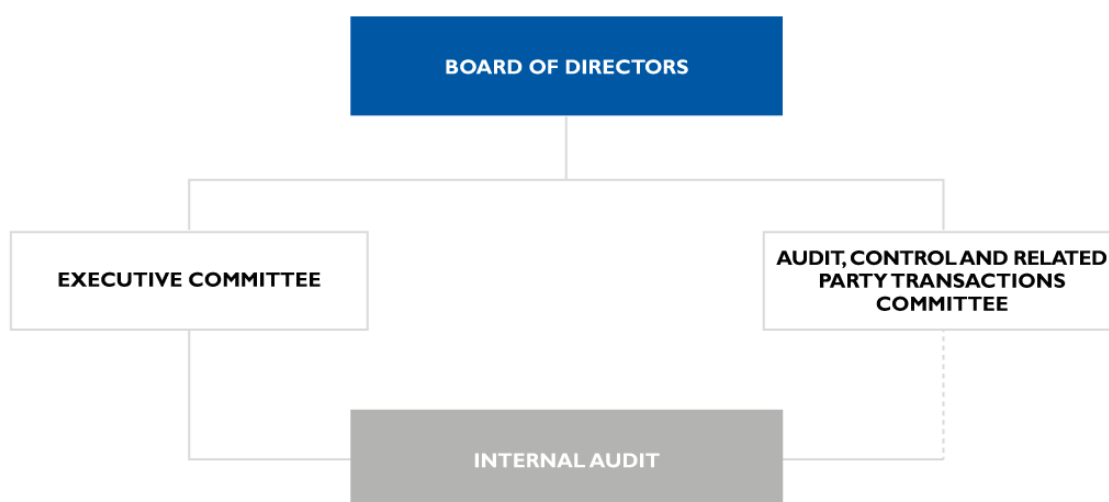 BOARD OF DIRECTORS
EXECUTIVE COMMITTEE
AUDIT, CONTROL AND RELATED
PARTY TRANSACTIONS
COMMITTEE
INTERNAL AUDIT